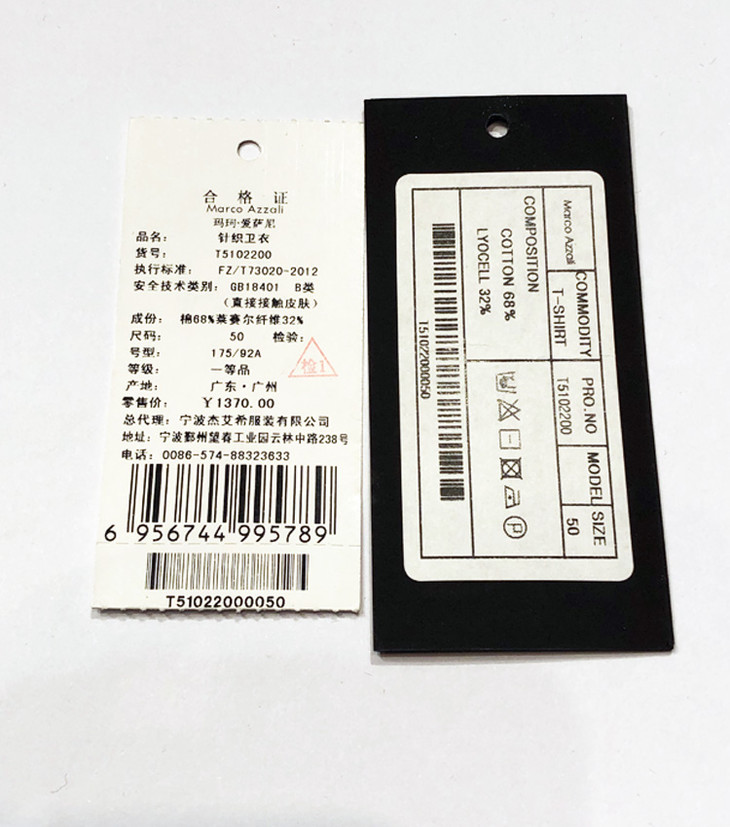 合格证
Marco Azzali
玛珂·爱萨尼
品名： 针织卫衣
货号： T5102200
执行标准： FZ/T73020-2012
安全技术类别： GB18401 B类
（直接接触皮肤）
成份： 棉68%莱赛尔纤维32%
尺码： 50 检验：
检1
号型： 175/92A
等级： 一等品
产地： 广东·广州
零售价： ￥1370.00
总代理：宁波杰艾希服装有限公司
地址：宁波鄞州望春工业园云林中路238号
电话：0086-574-88323633
6 956744 995789
T51022000050
Marco Azzali
COMMODITY
T-SHIRT
PRO.NO
T5102200
MODEL SIZE
50
COMPOSITION
COTTON 68%
LYOCELL 32%
T51022000050
P